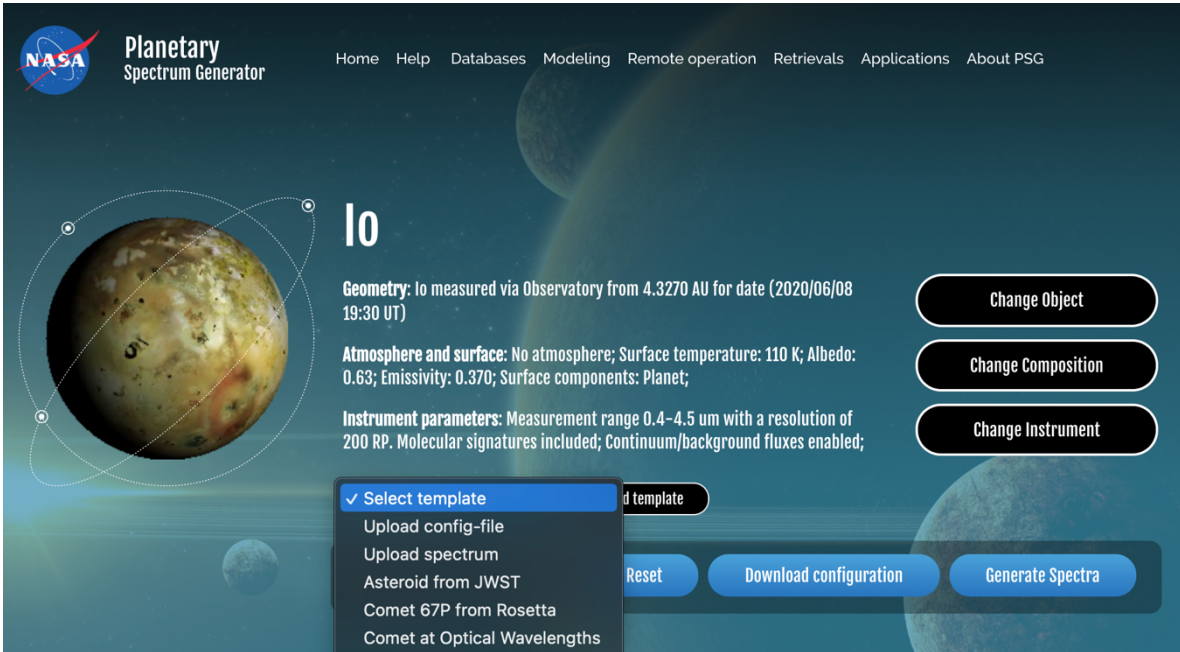 NASA
Planetary
Spectrum Generator
Home Help Databases Modeling Remote operation Retrievals Applications About PSG
Io
Geometry: Io measured via Observatory from 4.3270 AU for date (2020/06/08
19:30 UT)
Change Object
Atmosphere and surface: No atmosphere; Surface temperature: 110 K; Albedo:
0.63; Emissivity: 0.370; Surface components: Planet;
Change Composition
Instrument parameters: Measurement range 0.4-4.5 um with a resolution of
200 RP. Molecular signatures included; Continuum/background fluxes enabled;
Change Instrument
✓ Select template
d template
Upload config-file
Upload spectrum
Asteroid from JWST
Comet 67P from Rosetta
Comet at Optical Wavelengths
Reset
Download configuration
Generate Spectra